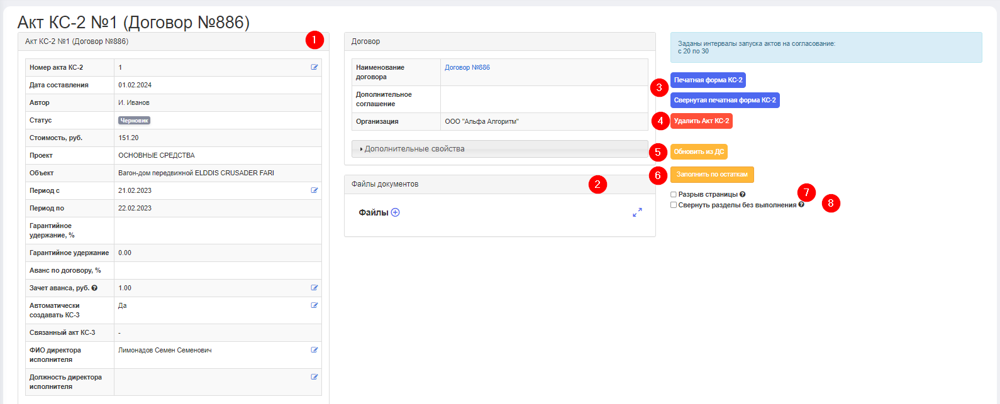 Акт КС-2 №1 (Договор №886)
Акт КС-2 №1 (Договор №886)
1
Номер акта КС-2
1
Дата составления
01.02.2024
Автор
И. Иванов
Статус
Черновик
Стоимость, руб.
151.20
Проект
ОСНОВНЫЕ СРЕДСТВА
Объект
Вагон-дом передвижной ELDDIS CRUSADER FARI
Период с
21.02.2023
Период по
22.02.2023
Гарантийное
удержание, %
Гарантийное удержание
0.00
Аванс по договору, %
Зачет аванса, руб.
1.00
Автоматически
создавать КС-3
Да
Связанный акт КС-3
-
ФИО директора
исполнителя
Лимонадов Семен Семенович
Должность директора
исполнителя
Договор
Наименование
договора
Договор №886
Дополнительное
соглашение
Организация
ООО "Альфа Алгоритм"
Дополнительные свойства
Файлы документов
2
Файлы
Заданы интервалы запуска актов на согласование:
с 20 по 30
3
Печатная форма КС-2
Свернутая печатная форма КС-2
4
Удалить Акт КС-2
5
Обновить из ДС
6
Заполнить по остаткам
Разрыв страницы
7
Свернуть разделы без выполнения
8